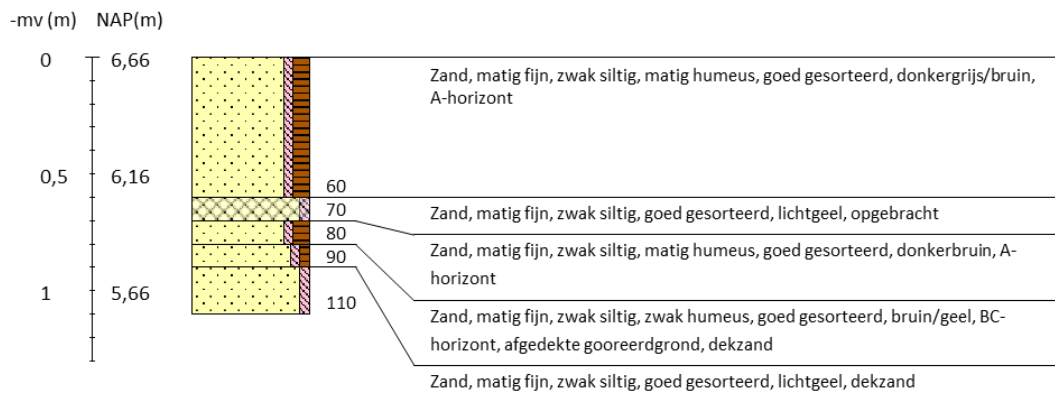 -mv (m) NAP(m)
0 6,66
Zand, matig fijn, zwak siltig, matig humeus, goed gesorteerd, donkergrijs/bruin,
A-horizont
0,5 6,16
60
70
Zand, matig fijn, zwak siltig, goed gesorteerd, lichtgeel, opgebracht
80
Zand, matig fijn, zwak siltig, matig humeus, goed gesorteerd, donkerbruin, A-
horizont
90
1 5,66
110
Zand, matig fijn, zwak siltig, zwak humeus, goed gesorteerd, bruin/geel, BC-
horizont, afgedekte gooreerdgrond, dekzand
Zand, matig fijn, zwak siltig, goed gesorteerd, lichtgeel, dekzand